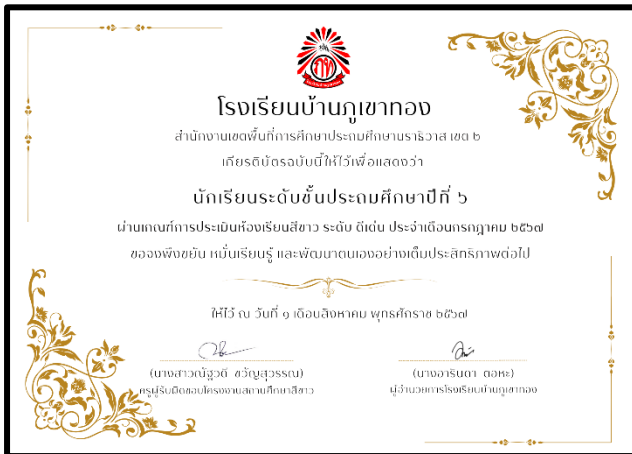 โรงเรียนบ้านภูเขาทอง
สำนักงานเขตพื้นที่การศึกษาประถมศึกษานราธิวาส เขต ๒
เกียรติบัตรฉบับนี้ให้ไว้เพื่อแสดงว่า
นักเรียนระดับชั้นประถมศึกษาปีที่ ๖
ผ่านเกณฑ์การประเมินห้องเรียนสีขาว ระดับ ดีเด่น ประจำเดือนกรกฎาคม ๒๕๖๗
ขอจงพึงขยัน หมั่นเรียนรู้ และพัฒนาตนเองอย่างเต็มประสิทธิภาพต่อไป
ให้ไว้ ณ วันที่ ๑ เดือนสิงหาคม พุทธศักราช ๒๕๖๗
(นางสาวณัฐวดี ขวัญสุวรรณ)
ครูผู้รับผิดชอบโครงงานสถานศึกษาสีขาว
(นางอารินดา ตอหะ)
ผู้อำนวยการโรงเรียนบ้านภูเขาทอง